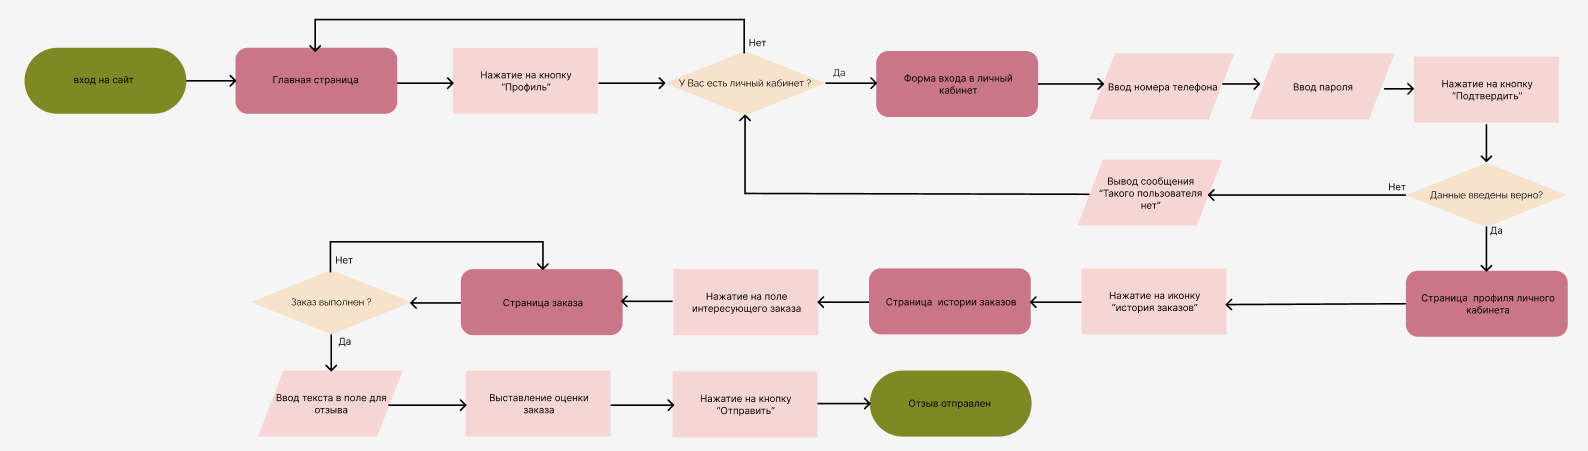 вход на сайт
Главная страница
Нажатие на кнопку
“Профиль”
Нет
У Вас есть личный кабинет ?
Да
Форма входа в личный
кабинет
Ввод номера телефона
Ввод пароля
Нажатие на кнопку
“Подтвердить”
Вывод сообщения
“Такого пользователя
нет”
Нет
Данные введены верно?
Да
Страница профиля личного
кабинета
Нажатие на иконку
“история заказов”
Страница истории заказов
Нажатие на поле
интересующего заказа
Страница заказа
Нет
Заказ выполнен ?
Да
Ввод текста в поле для
отзыва
Выставление оценки
заказа
Нажатие на кнопку
“Отправить”
Отзыв отправлен